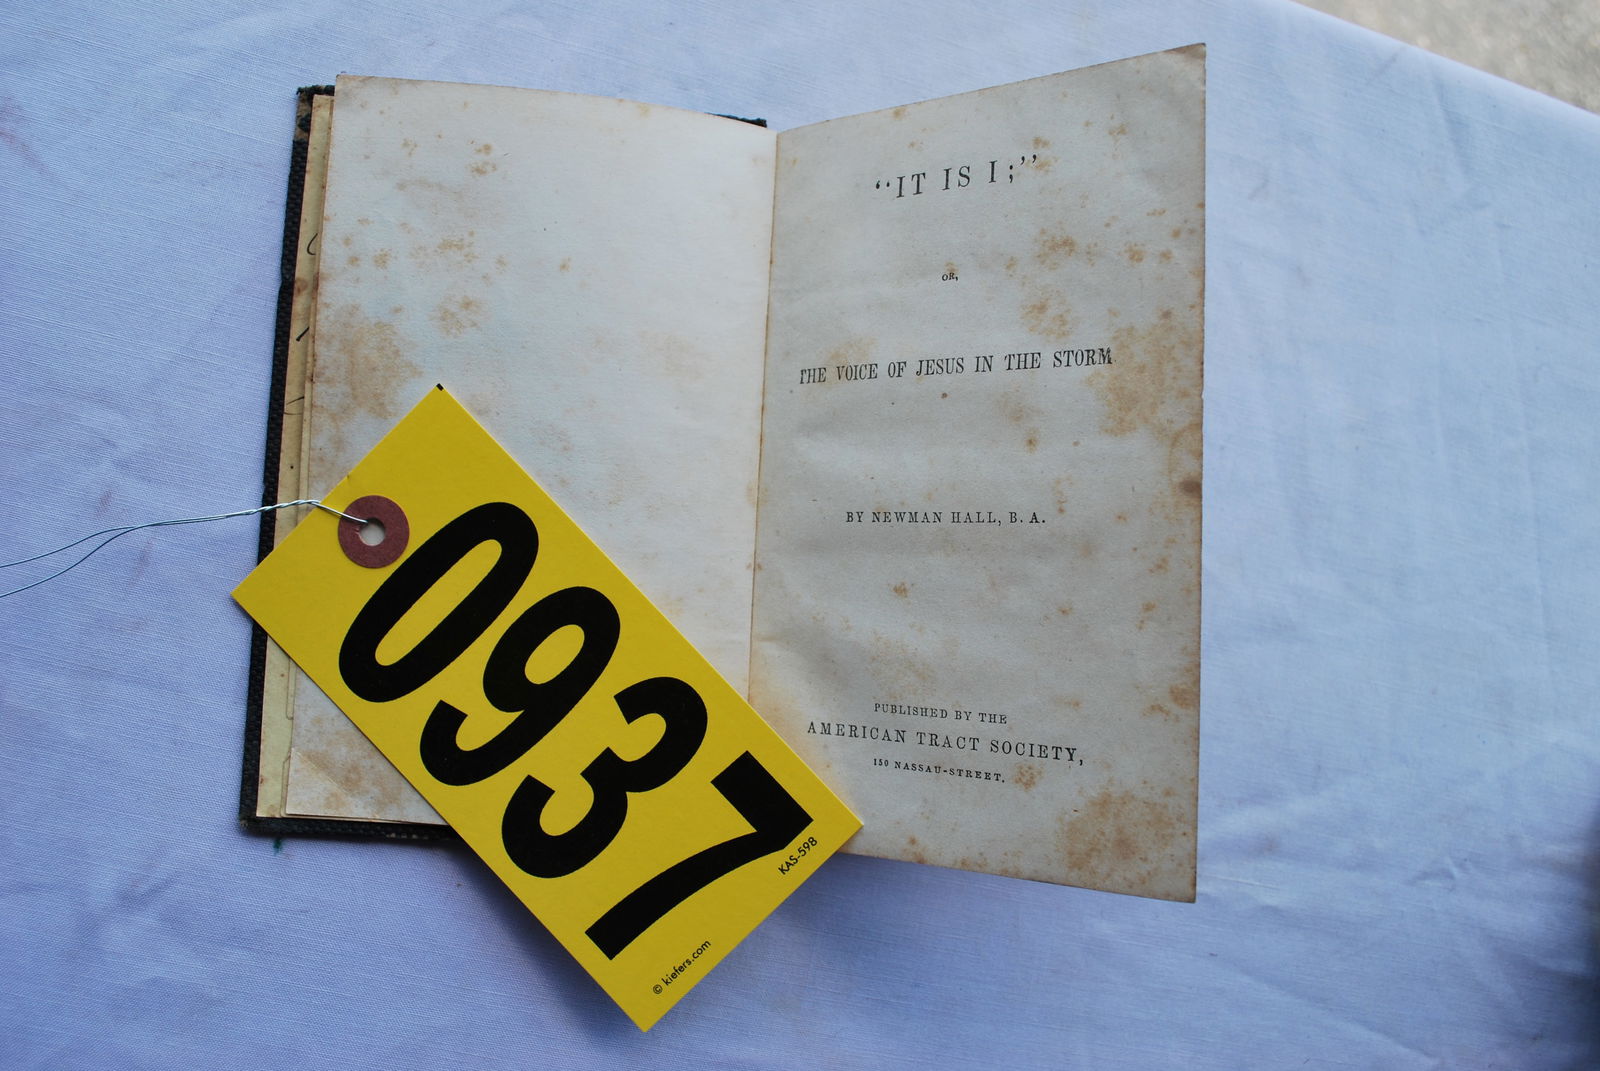 “IT IS I;”
OR,
THE VOICE OF JESUS IN THE STORM
BY NEWMAN HALL, B. A.
PUBLISHED BY THE
AMERICAN TRACT SOCIETY,
150 NASSAU-STREET.
0937
KAS-598
© kiefers.com